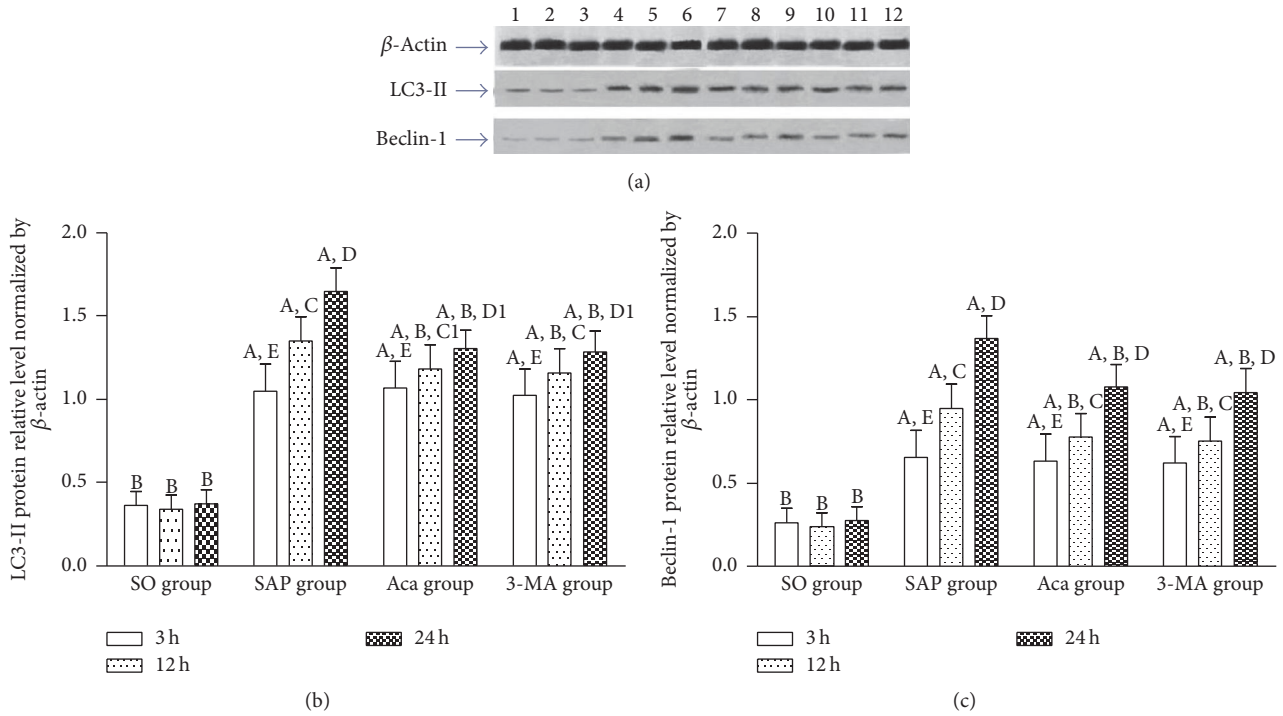 1 2 3 4 5 6 7 8 9 10 11 12
β-Actin
LC3-II
Beclin-1
(a)
LC3-II protein relative level normalized by
β-actin
2.0
1.5
1.0
0.5
0.0
B B B
A, E A, C A, D
A, E A, B, C1 A, B, D1
A, E A, B, C A, B, D1
SO group SAP group Aca group 3-MA group
3 h
12 h
24 h
(b)
Beclin-1 protein relative level normalized by
β-actin
2.0
1.5
1.0
0.5
0.0
B B B
A, E A, C A, D
A, E A, B, C A, B, D
A, E A, B, C A, B, D
SO group SAP group Aca group 3-MA group
3 h
12 h
24 h
(c)